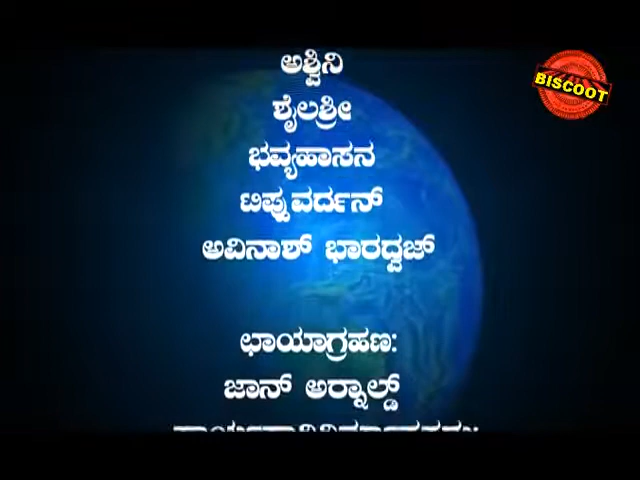 ಅಶ್ವಿನಿ
ಶೈಲಶ್ರೀ
ಭವ್ಯಹಾಸನ
ಟಿಪ್ಪುವರ್ದನ್
ಅವಿನಾಶ್ ಭಾರದ್ವಜ್
ಛಾಯಾಗ್ರಹಣ:
ಜಾನ್ ಅರ‍್ನಾಲ್ಡ್
BISCOOT